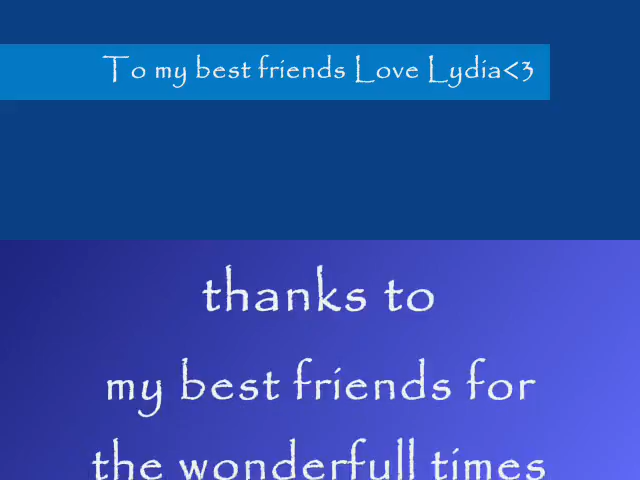 To my best friends Love Lydia<3
thanks to
my best friends for
the wonderfull times